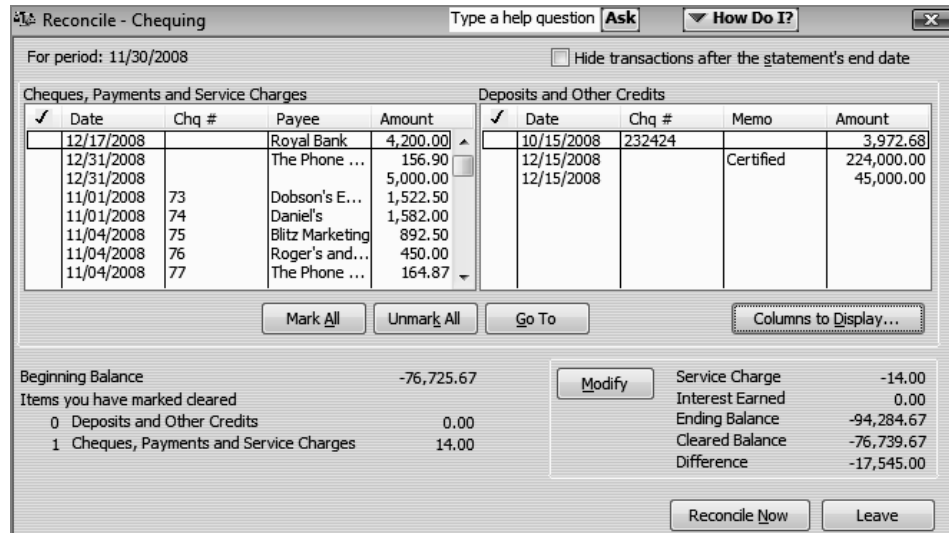 Reconcile - Chequing Type a help question Ask How Do I?
For period: 11/30/2008 Hide transactions after the statement's end date
Cheques, Payments and Service Charges Deposits and Other Credits
✓ Date Chq # Payee Amount ✓ Date Chq # Memo Amount
12/17/2008 Royal Bank 4,200.00 10/15/2008 232424 3,972.68
12/31/2008 The Phone ... 156.90 12/15/2008 Certified 224,000.00
12/31/2008 5,000.00 12/15/2008 45,000.00
11/01/2008 73 Dobson's E... 1,522.50
11/01/2008 74 Daniel's 1,582.00
11/04/2008 75 Blitz Marketing 892.50
11/04/2008 76 Roger's and... 450.00
11/04/2008 77 The Phone ... 164.87
Mark All Unmark All Go To Columns to Display...
Beginning Balance -76,725.67 Modify Service Charge -14.00
Items you have marked cleared Interest Earned 0.00
0 Deposits and Other Credits 0.00 Ending Balance -94,284.67
1 Cheques, Payments and Service Charges 14.00 Cleared Balance -76,739.67
Difference -17,545.00
Reconcile Now Leave